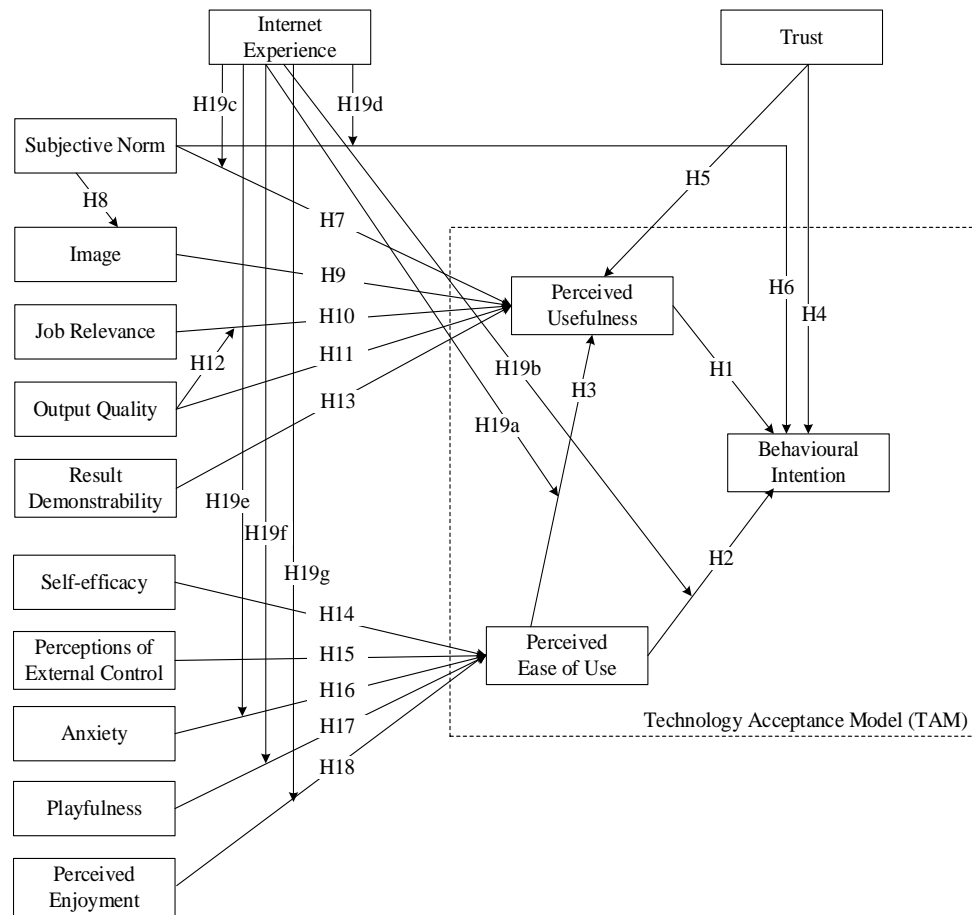 Internet
Experience
Trust
H19c
H19d
Subjective Norm
H8
H5
H7
Image
H9
Perceived
Usefulness
H6
H4
Job Relevance
H10
H12
H11
H19b
H3
H1
Output Quality
H13
H19a
Behavioural
Intention
Result
Demonstrability
H19e
H19f
H2
Self-efficacy
H19g
H14
Perceptions of
External Control
H15
Perceived
Ease of Use
H16
Anxiety
H17
Technology Acceptance Model (TAM)
H18
Playfulness
Perceived
Enjoyment